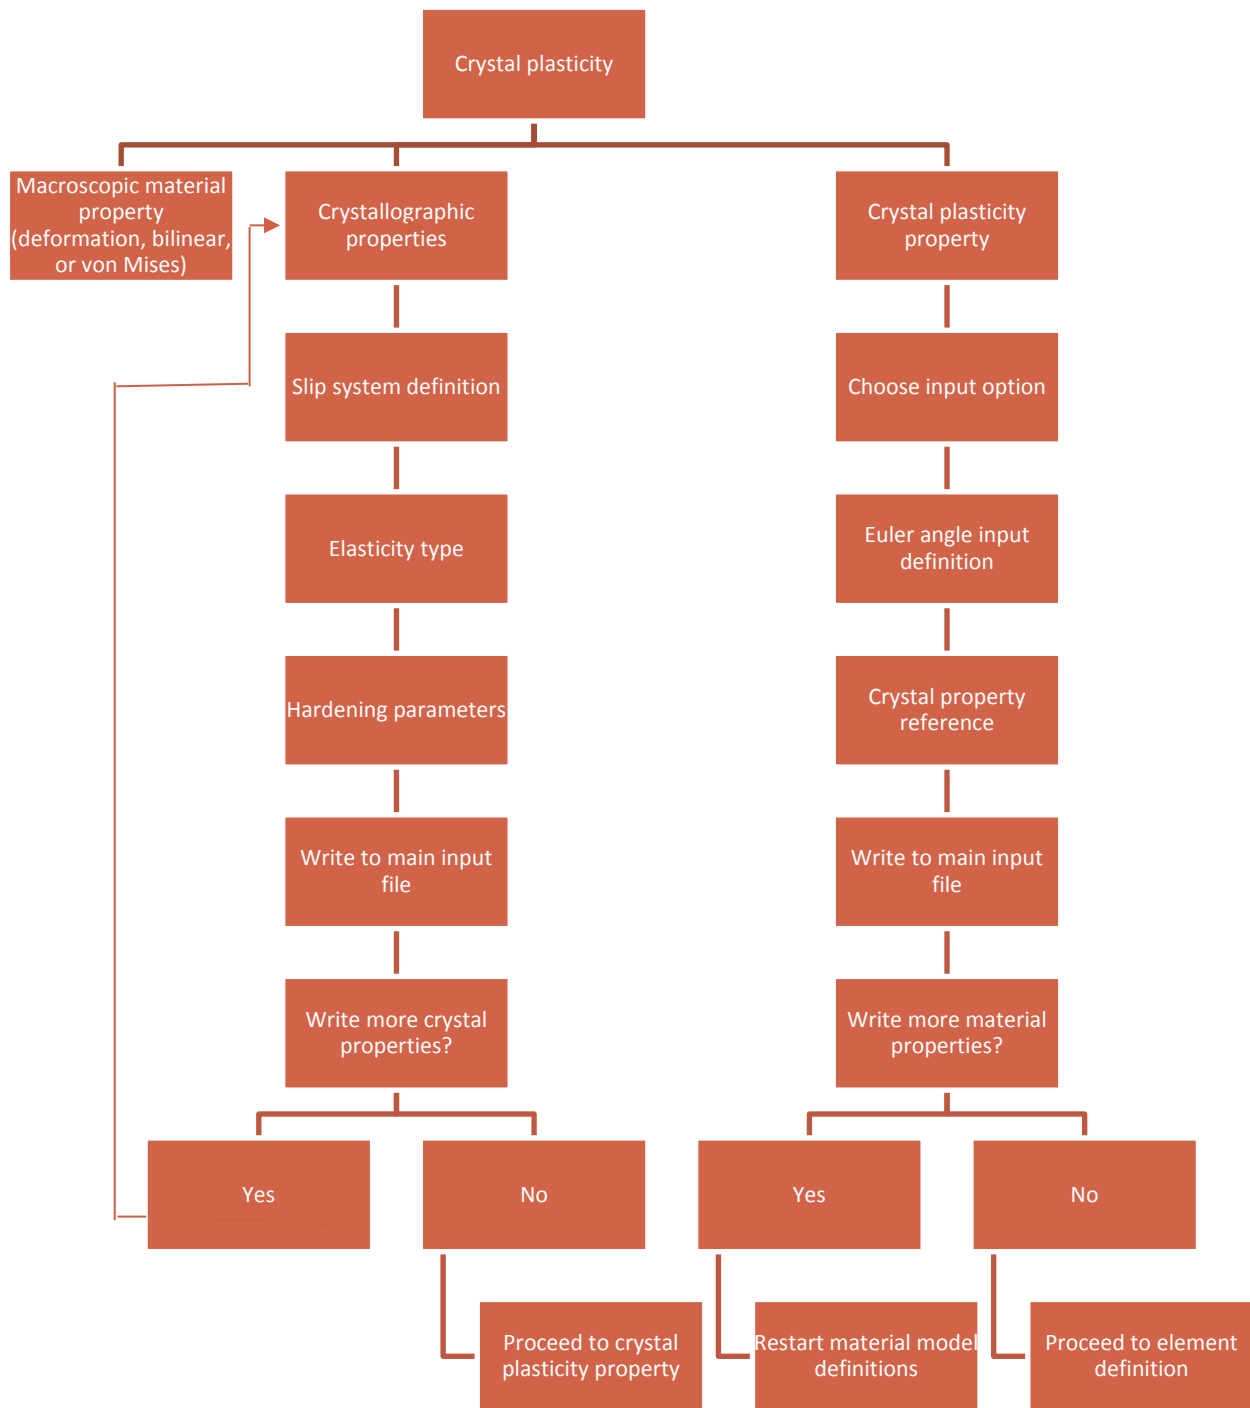 Crystal plasticity
Macroscopic material
property
(deformation, bilinear,
or von Mises)
Crystallographic
properties
Crystal plasticity
property
Slip system definition
Choose input option
Elasticity type
Euler angle input
definition
Hardening parameters
Crystal property
reference
Write to main input
file
Write to main input
file
Write more crystal
properties?
Write more material
properties?
Yes
No
Yes
No
Proceed to crystal
plasticity property
Restart material model
definitions
Proceed to element
definition